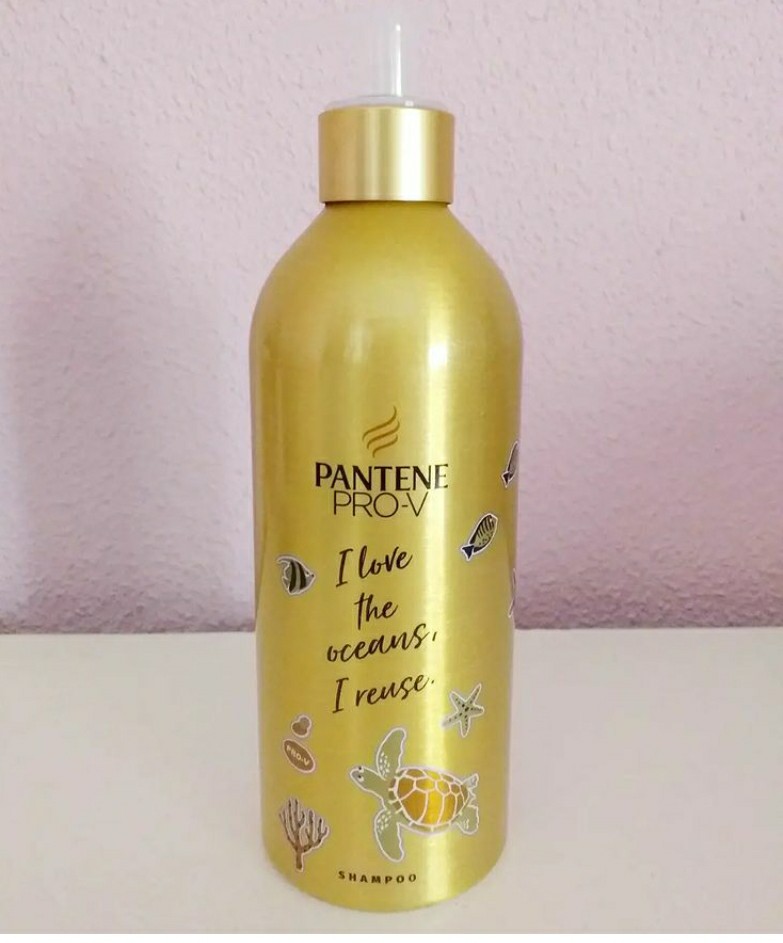 PANTENE
PRO-V
I love
the
oceans,
I reuse.
PRO-V
SHAMPOO